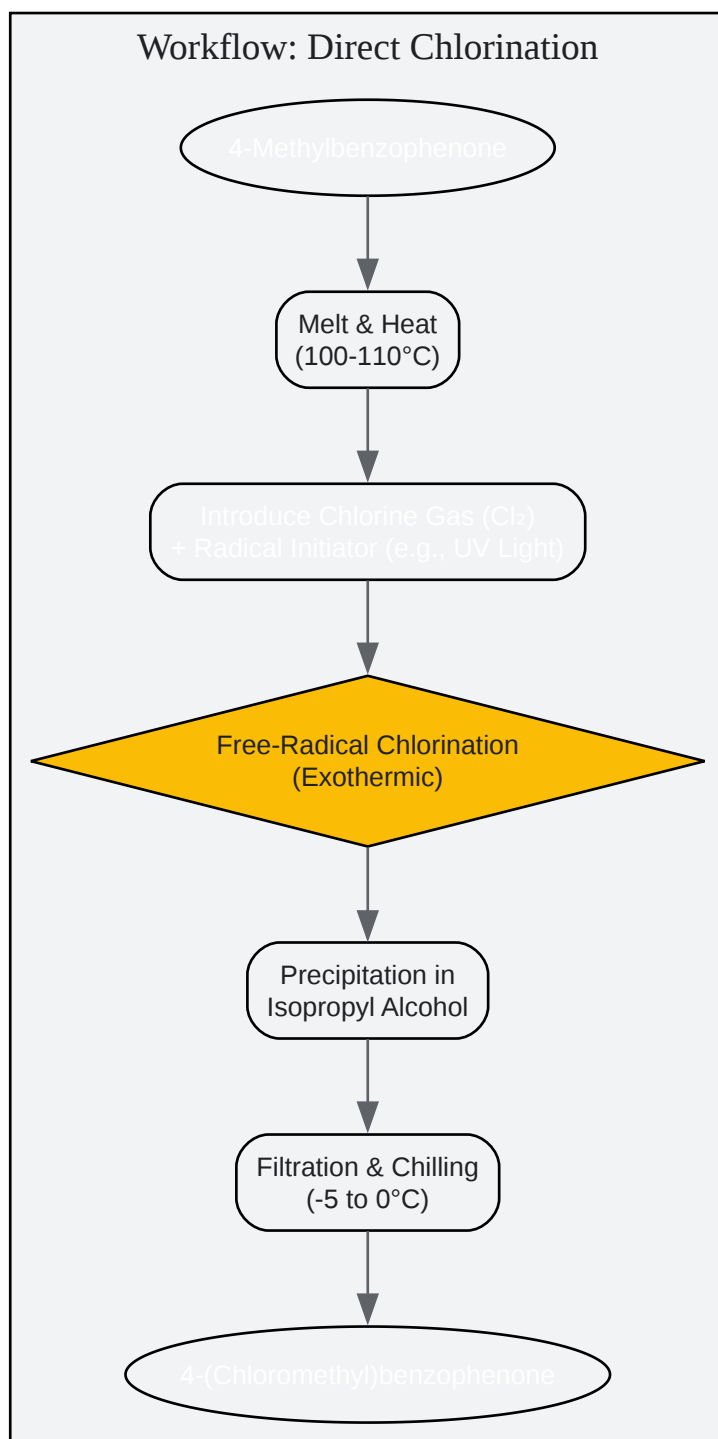 Workflow: Direct Chlorination
4-Methylbenzophenone
Melt & Heat
(100-110°C)
Introduce Chlorine Gas (Cl₂)
+ Radical Initiator (e.g., UV Light)
Free-Radical Chlorination
(Exothermic)
Precipitation in
Isopropyl Alcohol
Filtration & Chilling
(-5 to 0°C)
4-(Chloromethyl)benzophenone